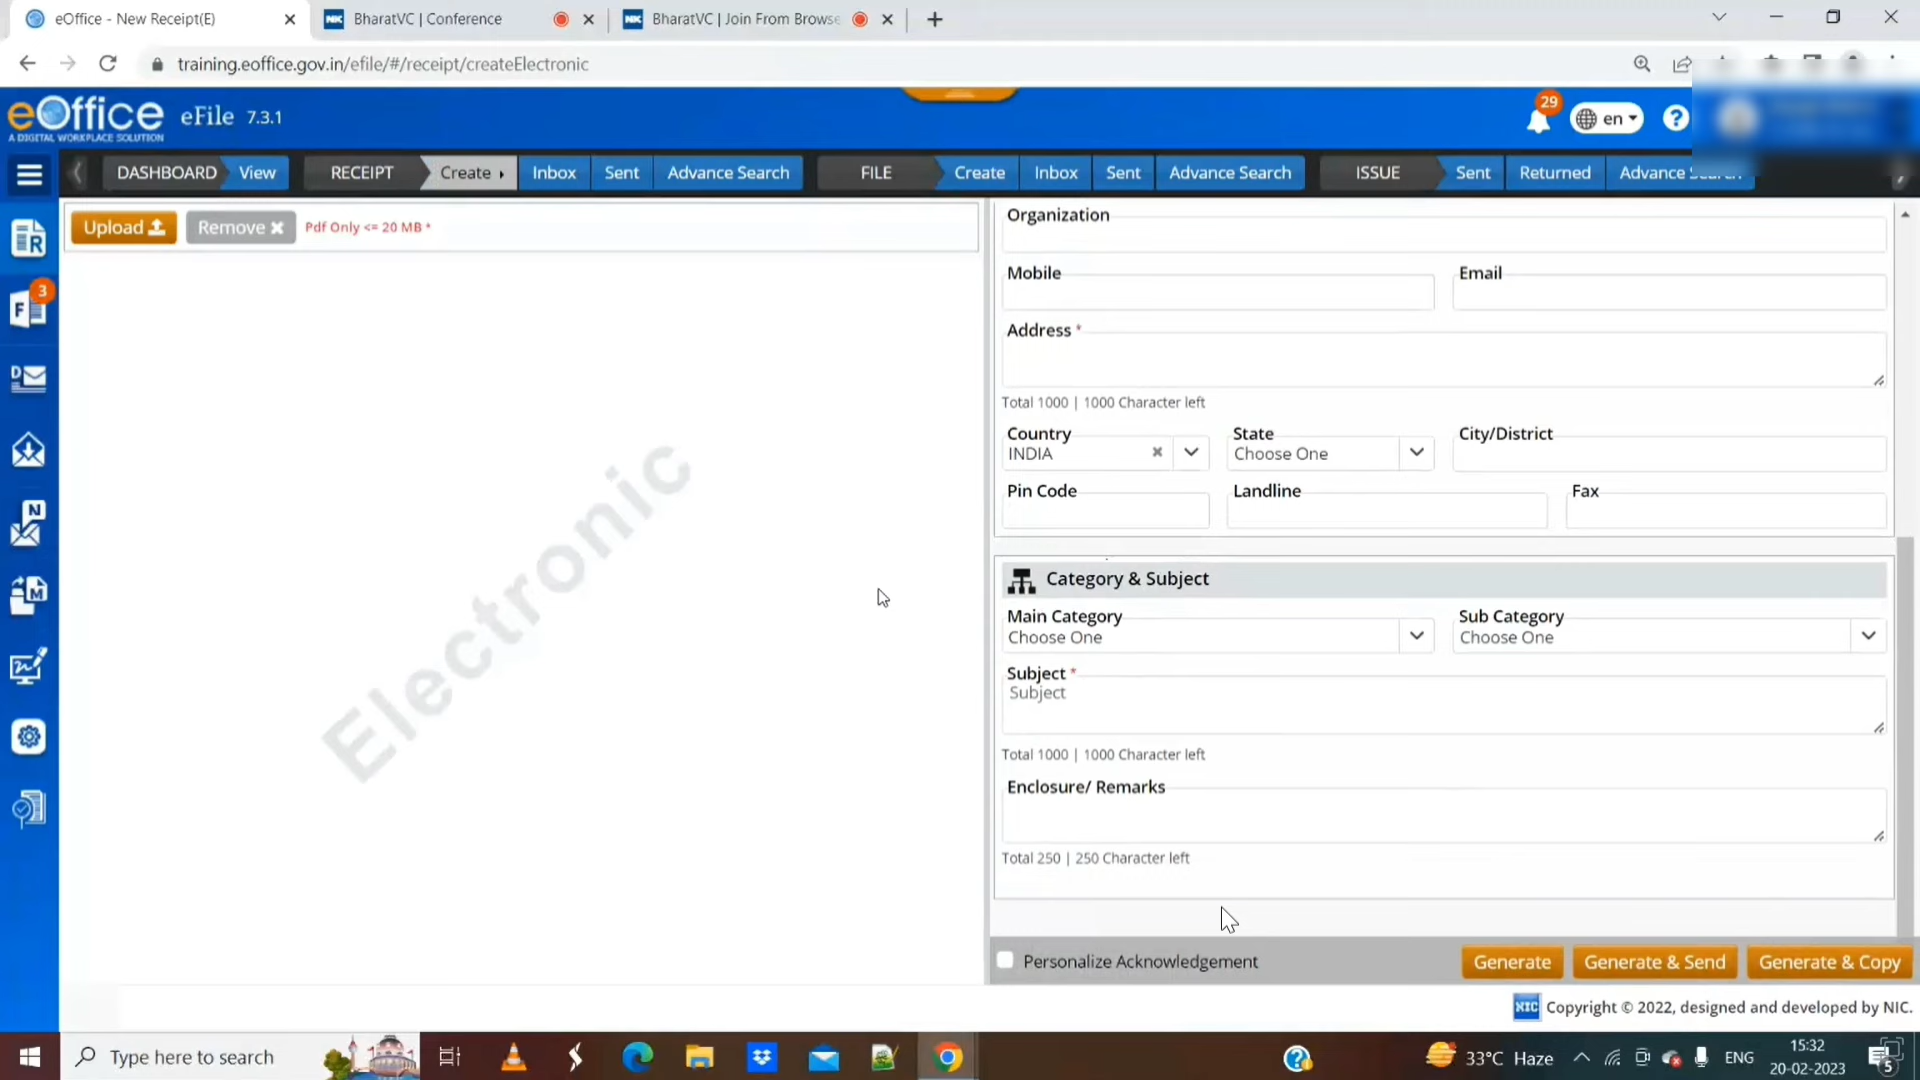 eOffice - New Receipt(E)
BharatVC | Conference
BharatVC | Join From Browse
training.eoffice.gov.in/efile/#/receipt/createElectronic
eOffice eFile 7.3.1
A DIGITAL WORKPLACE SOLUTION
29
en
?
DASHBOARD View RECEIPT Create Inbox Sent Advance Search FILE Create Inbox Sent Advance Search ISSUE Sent Returned Advance
Upload Remove Pdf Only <= 20 MB *
R
F 3
D
N
M
Electronic
Organization
Mobile Email
Address *
Total 1000 | 1000 Character left
Country State City/District
INDIA Choose One
Pin Code Landline Fax
Category & Subject
Main Category Sub Category
Choose One Choose One
Subject *
Subject
Total 1000 | 1000 Character left
Enclosure/ Remarks
Total 250 | 250 Character left
Personalize Acknowledgement Generate Generate & Send Generate & Copy
NIC Copyright © 2022, designed and developed by NIC.
Type here to search
33°C Haze ENG 15:32
20-02-2023
5